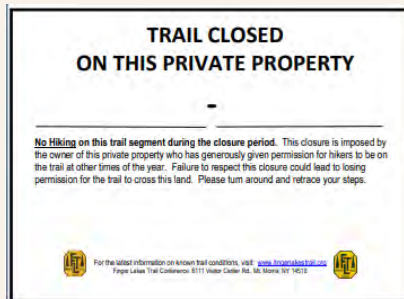 TRAIL CLOSED
ON THIS PRIVATE PROPERTY
-
No Hiking on this trail segment during the closure period. This closure is imposed by
the owner of this private property who has generously given permission for hikers to be on
the trail at other times of the year. Failure to respect this closure could lead to losing
permission for the trail to cross this land. Please turn around and retrace your steps.
For the latest information on known trail conditions, visit: www.fingerlakestrail.org
Finger Lakes Trail Conference, 6111 Visitor Center Rd., Mt. Morris, NY 14510